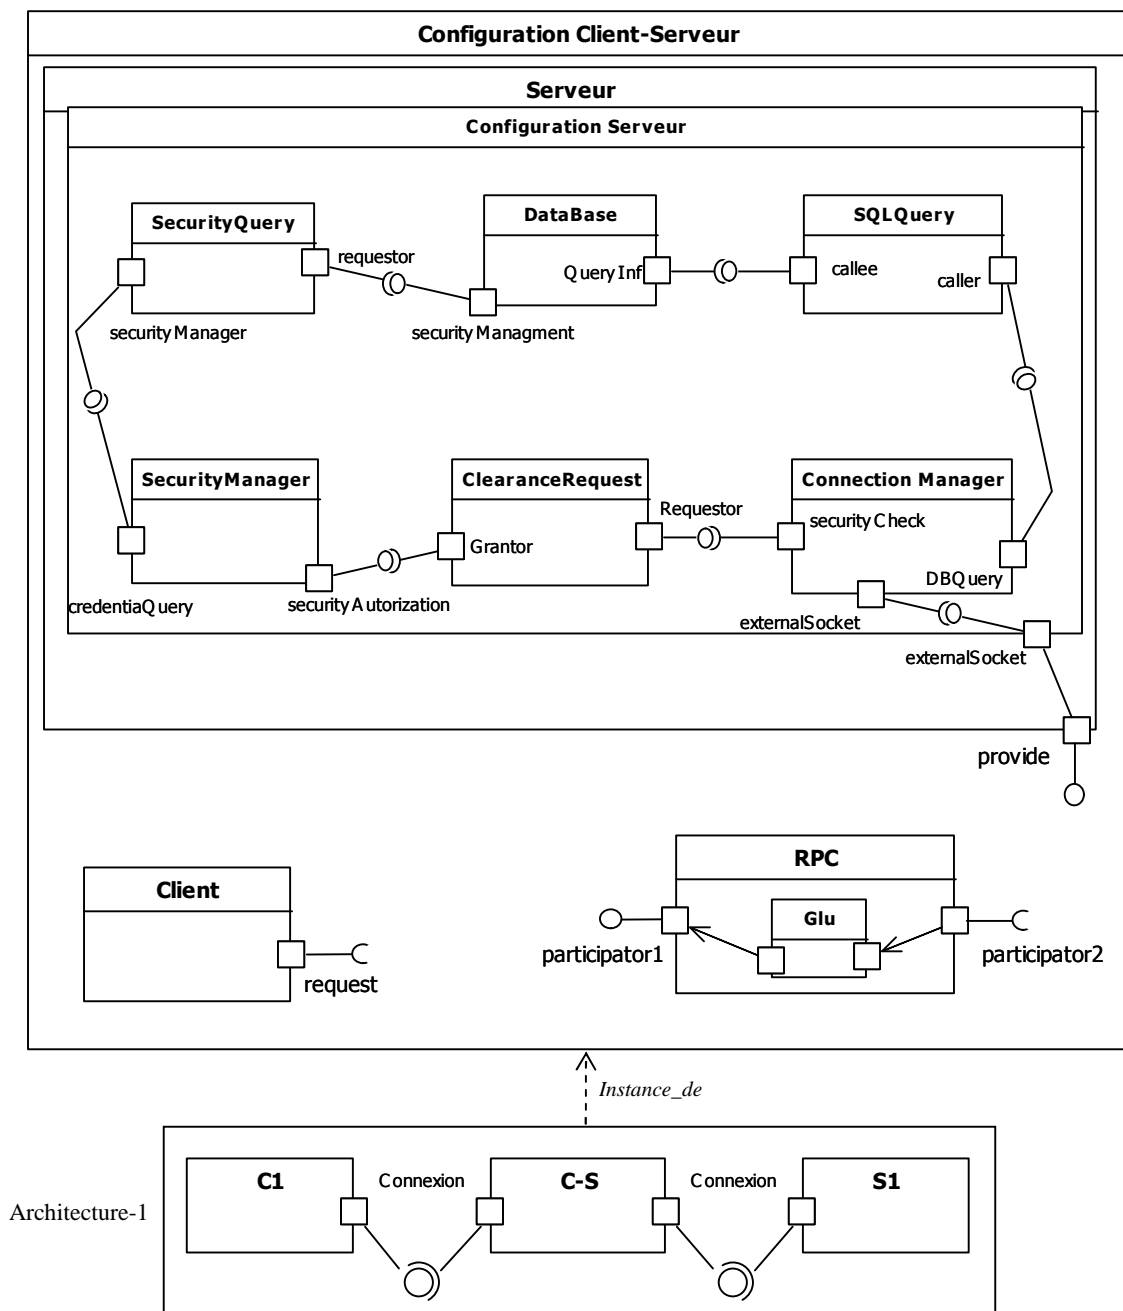 Configuration Client-Serveur
Serveur
Configuration Serveur
SecurityQuery
DataBase
SQLQuery
requestor
QueryInf
callee
caller
securityManager
securityManagment
SecurityManager
ClearanceRequest
Connection Manager
Requestor
securityCheck
Grantor
DBQuery
credentiaQuery
securityAutorization
externalSocket
externalSocket
provide
RPC
Client
Glu
participator1
participator2
request
Instance_de
C1
Connexion
C-S
Connexion
S1
Architecture-1